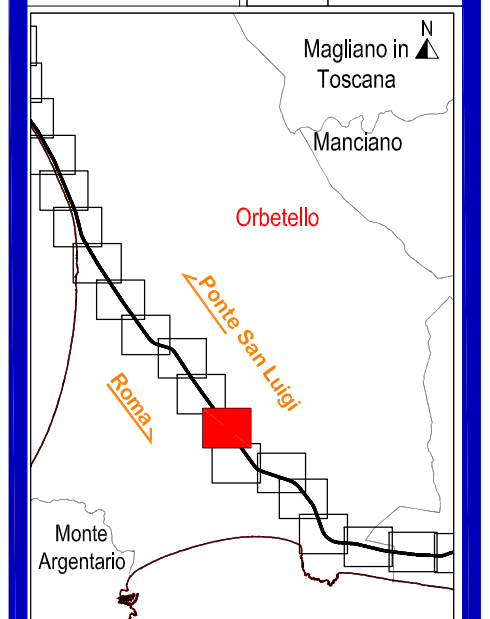 N
Magliano in
Toscana
Manciano
Orbetello
Ponte San Luigi
Roma
Monte
Argentario